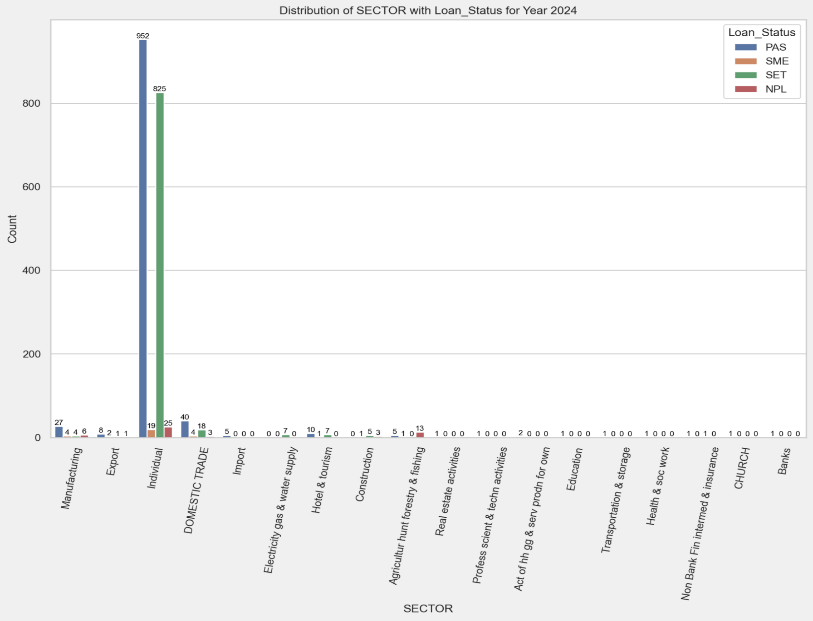 Distribution of SECTOR with Loan_Status for Year 2024
Loan_Status
PAS
SME
SET
NPL
Count
800
600
400
200
0
27 4 4 6
8 2 1 1
952 19 825 25
40 4 18 3
5 0 0 0
0 0 7 0
10 1 7 0
0 1 5 3
5 1 0 13
1 0 0 0
1 0 0 0
2 0 0 0
1 0 0 0
1 0 0 0
1 0 0 0
1 0 1 0
1 0 0 0
1 0 0 0
Manufacturing
Export
Individual
DOMESTIC TRADE
Import
Electricity gas & water supply
Hotel & tourism
Construction
Agricultur hunt forestry & fishing
Real estate activities
Profess scient & techn activities
Act of hh gg & serv prodn for own
Education
Transportation & storage
Health & soc work
Non Bank Fin intermed & insurance
CHURCH
Banks
SECTOR